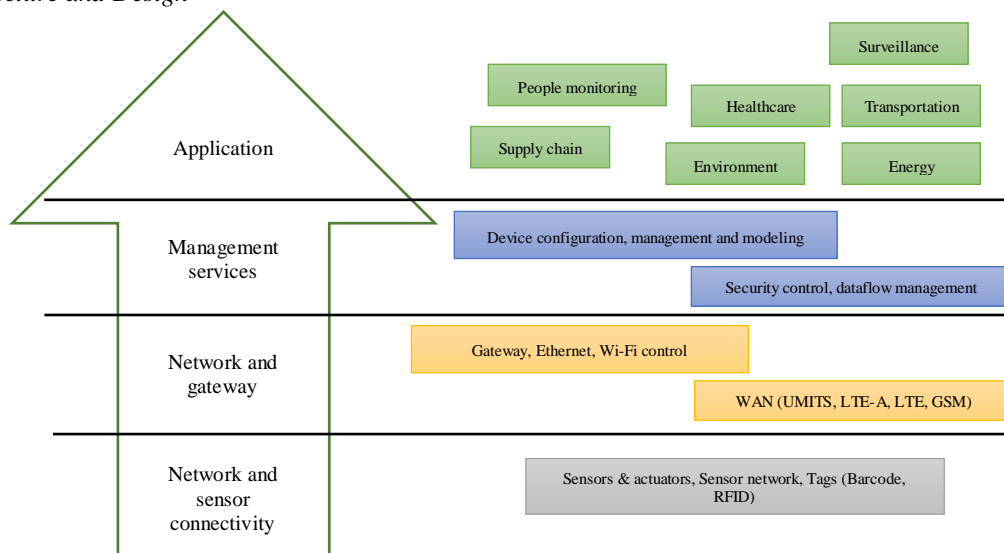 and Design
Surveillance
People monitoring
Healthcare
Transportation
Application
Supply chain
Environment
Energy
Management
services
Device configuration, management and modeling
Security control, dataflow management
Network and
gateway
Gateway, Ethernet, Wi-Fi control
WAN (UMITS, LTE-A, LTE, GSM)
Network and
sensor
connectivity
Sensors & actuators, Sensor network, Tags (Barcode,
RFID)